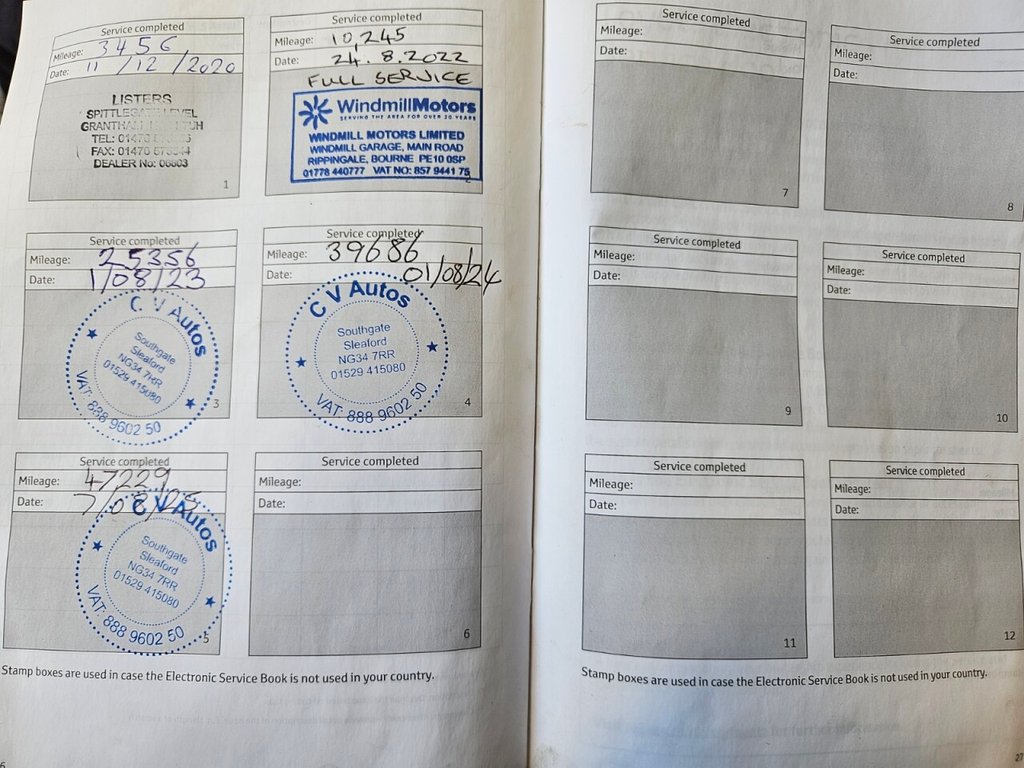 Service completed
Mileage: 3456
Date: 11/12/2020
LISTERS
SPITTLEGATE LEVEL
TEL:
FAX: 01476
DEALER No:
1
Service completed
Mileage: 10,245
Date: 24.8.2022
FULL SERVICE
WindmillMotors
SERVING THE AREA FOR OVER 30 YEARS
WINDMILL MOTORS LIMITED
WINDMILL GARAGE, MAIN ROAD
RIPPINGALE, BOURNE PE10 0SP
01778 440777 VAT NO: 857 9441 75
2
Service completed
Mileage: 25356
Date: 1/08/23
C V Autos
Southgate
Sleaford
NG34 7RR
01529 415080
VAT: 888 9602 50
3
Service completed
Mileage: 39686
Date: 01/08/24
C V Autos
Southgate
Sleaford
NG34 7RR
01529 415080
VAT: 888 9602 50
4
Service completed
Mileage: 47229
Date:
C V Autos
Southgate
Sleaford
NG34 7RR
01529 415080
VAT: 888 9602 50
5
Service completed
Mileage:
Date:
6
Stamp boxes are used in case the Electronic Service Book is not used in your country.
6
Service completed
Mileage:
Date:
7
Service completed
Mileage:
Date:
8
Service completed
Mileage:
Date:
9
Service completed
Mileage:
Date:
10
Service completed
Mileage:
Date:
11
Service completed
Mileage:
Date:
12
Stamp boxes are used in case the Electronic Service Book is not used in your country.
27